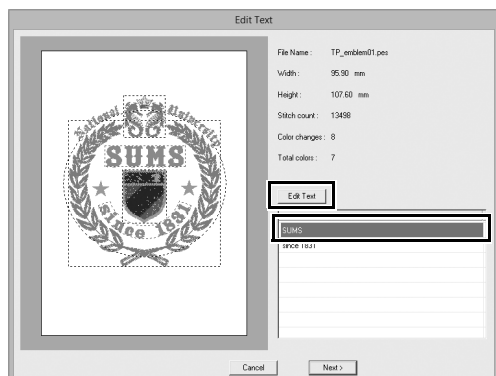 Edit Text
File Name : TP_emblem01.pes
Width : 95.90 mm
Height : 107.60 mm
Stitch count : 13498
Color changes : 8
Total colors : 7
National University
SUMS
since 1831
Edit Text
SUMS
since 1831
Cancel
Next >